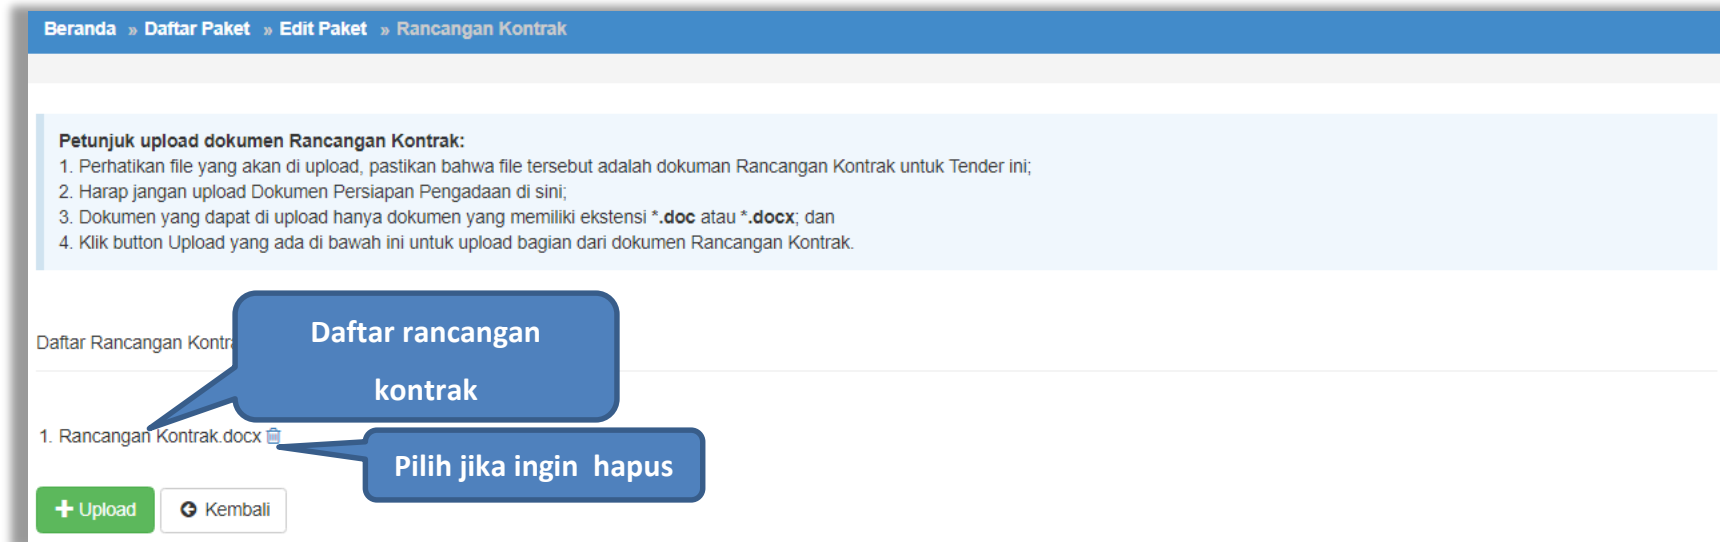 Beranda » Daftar Paket » Edit Paket » Rancangan Kontrak
Petunjuk upload dokumen Rancangan Kontrak:
1. Perhatikan file yang akan di upload, pastikan bahwa file tersebut adalah dokuman Rancangan Kontrak untuk Tender ini;
2. Harap jangan upload Dokumen Persiapan Pengadaan di sini;
3. Dokumen yang dapat di upload hanya dokumen yang memiliki ekstensi *.doc atau *.docx; dan
4. Klik button Upload yang ada di bawah ini untuk upload bagian dari dokumen Rancangan Kontrak.
Daftar rancangan
kontrak
Daftar Rancangan
1. Rancangan Kontrak.docx
Pilih jika ingin hapus
Upload
Kembali